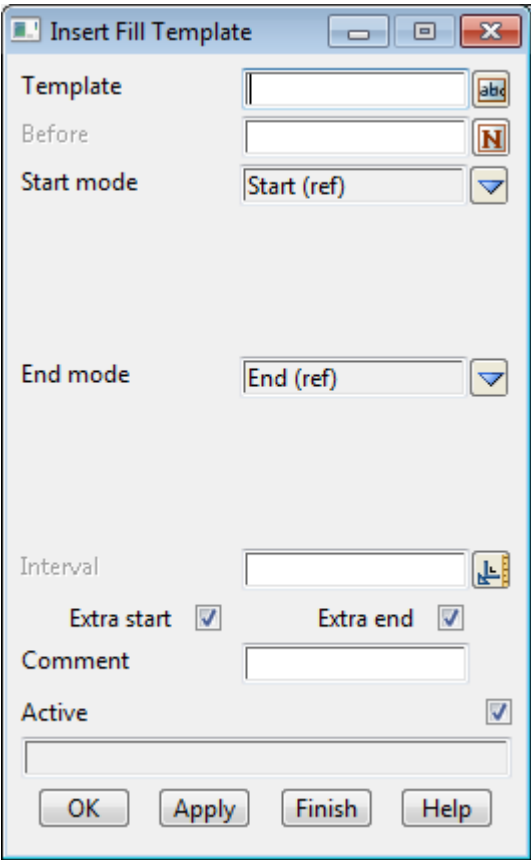 Insert Fill Template
Template abc
Before N
Start mode Start (ref)
End mode End (ref)
Interval
Extra start Extra end
Comment
Active
OK Apply Finish Help